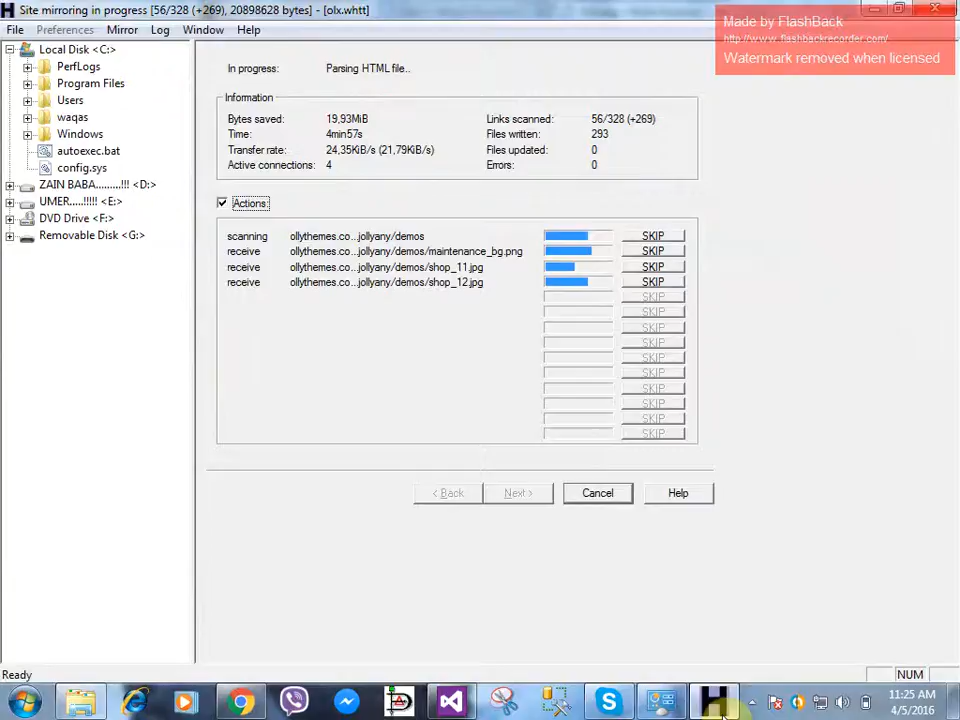 Site mirroring in progress [56/328 (+269), 20898628 bytes] - [olx.whtt]
File Preferences Mirror Log Window Help
Made by FlashBack
http://www.flashbackrecorder.com/
Watermark removed when licensed
Local Disk <C:>
PerfLogs
Program Files
Users
waqas
Windows
autoexec.bat
config.sys
ZAIN BABA.........!!! <D:>
UMER.....!!!!! <E:>
DVD Drive <F:>
Removable Disk <G:>
In progress: Parsing HTML file..
Information
Bytes saved: 19,93MiB Links scanned: 56/328 (+269)
Time: 4min57s Files written: 293
Transfer rate: 24,35KiB/s (21,79KiB/s) Files updated: 0
Active connections: 4 Errors: 0
Actions
scanning ollythemes.co...jollyany/demos SKIP
receive ollythemes.co...jollyany/demos/maintenance_bg.png SKIP
receive ollythemes.co...jollyany/demos/shop_11.jpg SKIP
receive ollythemes.co...jollyany/demos/shop_12.jpg SKIP
SKIP
SKIP
SKIP
SKIP
SKIP
SKIP
SKIP
SKIP
SKIP
SKIP
< Back Next > Cancel Help
Ready NUM
11:25 AM
4/5/2016